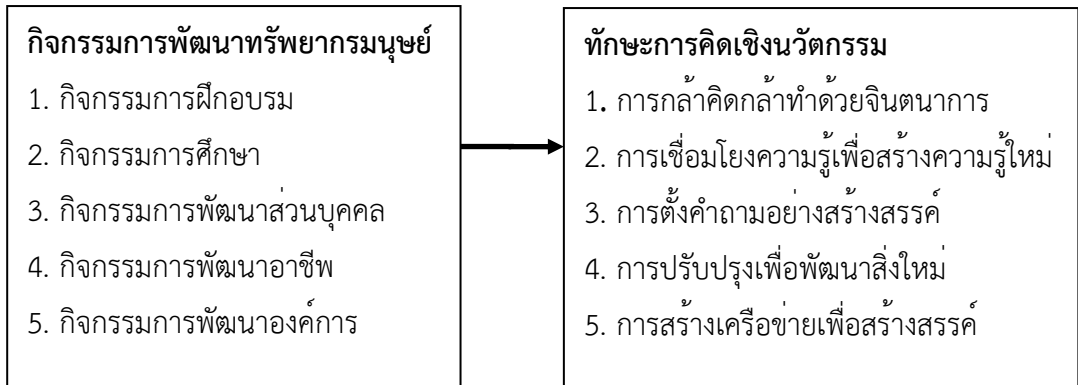 กิจกรรมการพัฒนาทรัพยากรมนุษย์
1. กิจกรรมการฝึกอบรม
2. กิจกรรมการศึกษา
3. กิจกรรมการพัฒนาส่วนบุคคล
4. กิจกรรมการพัฒนาอาชีพ
5. กิจกรรมการพัฒนาองค์การ
ทักษะการคิดเชิงนวัตกรรม
1. การกล้าคิดกล้าทำด้วยจินตนาการ
2. การเชื่อมโยงความรู้เพื่อสร้างความรู้ใหม่
3. การตั้งคำถามอย่างสร้างสรรค์
4. การปรับปรุงเพื่อพัฒนาสิ่งใหม่
5. การสร้างเครือข่ายเพื่อสร้างสรรค์